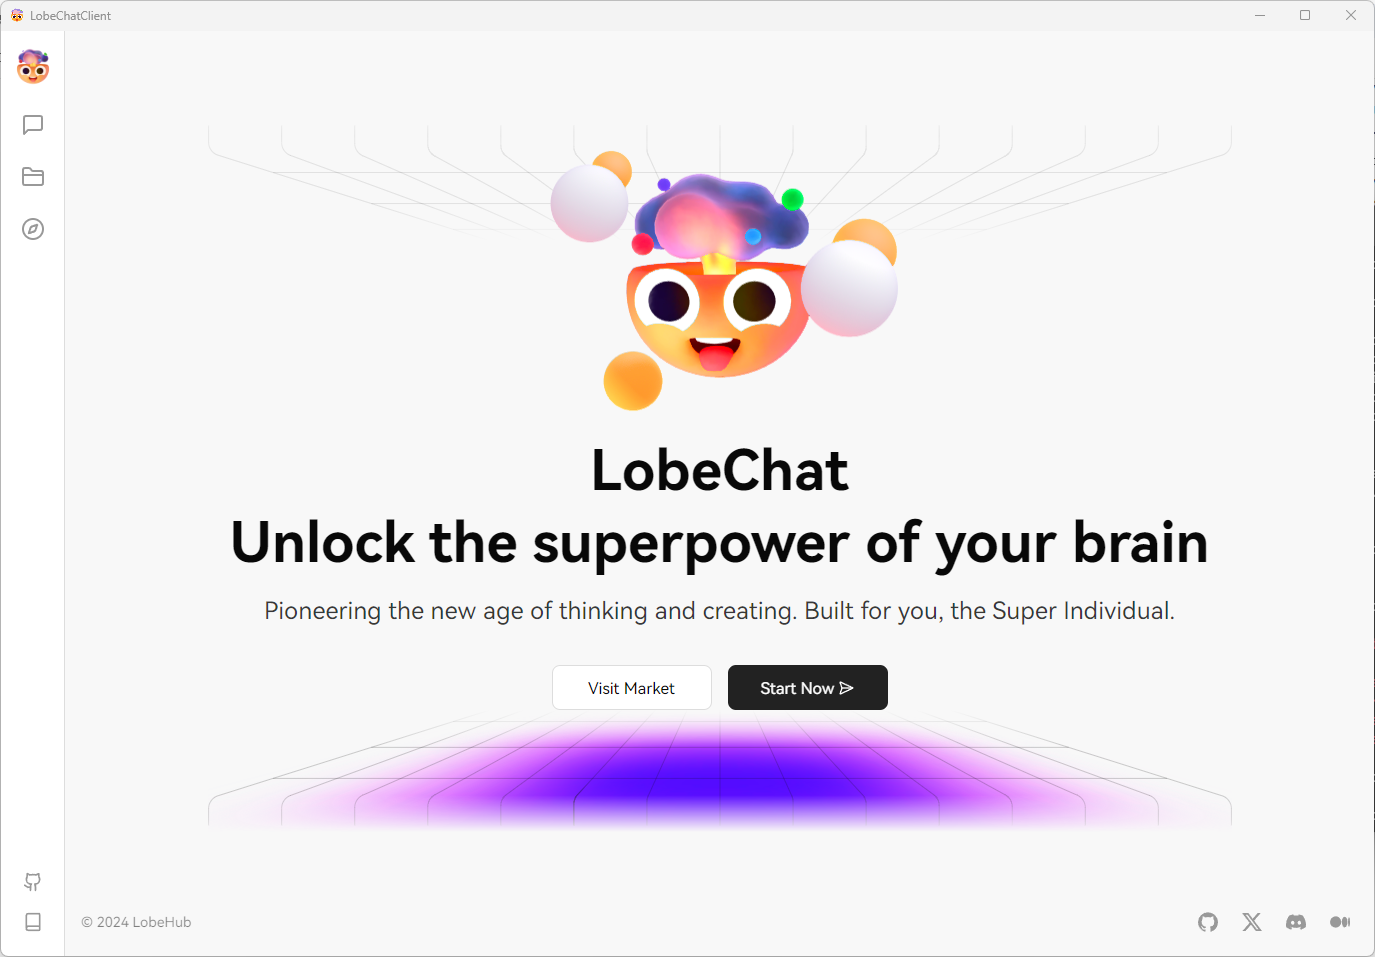 LobeChatClient
LobeChat
Unlock the superpower of your brain
Pioneering the new age of thinking and creating. Built for you, the Super Individual.
Visit Market
Start Now
© 2024 LobeHub